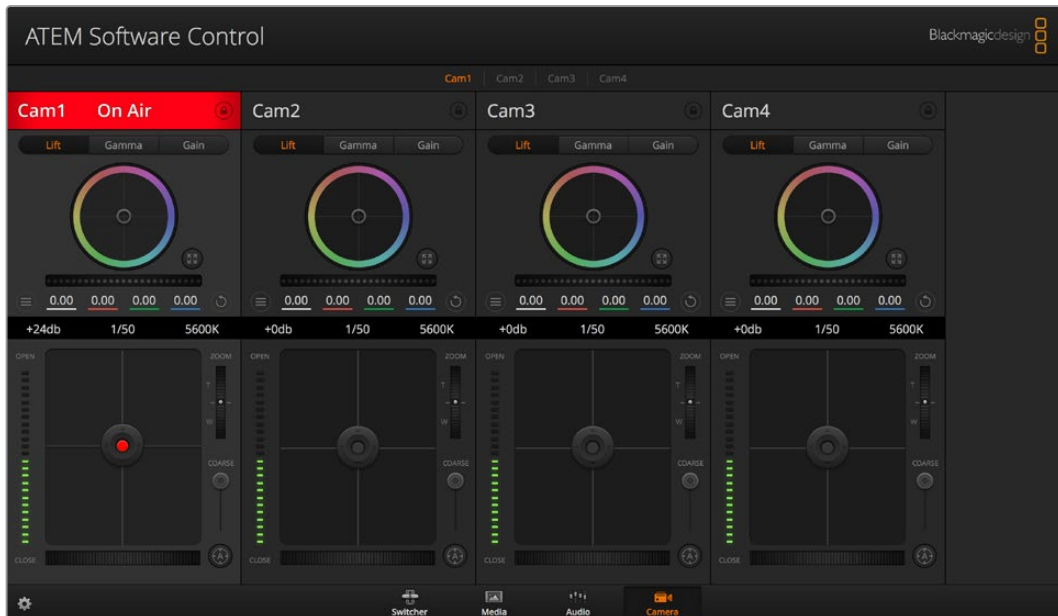 ATEM Software Control
Blackmagicdesign
Cam1 Cam2 Cam3 Cam4
Cam1 On Air
Cam2
Cam3
Cam4
Lift Gamma Gain
Lift Gamma Gain
Lift Gamma Gain
Lift Gamma Gain
0.00 0.00 0.00 0.00
0.00 0.00 0.00 0.00
0.00 0.00 0.00 0.00
0.00 0.00 0.00 0.00
+24db 1/50 5600K
+0db 1/50 5600K
+0db 1/50 5600K
+0db 1/50 5600K
OPEN ZOOM
OPEN ZOOM
OPEN ZOOM
OPEN ZOOM
T T T T
W W W W
COARSE COARSE COARSE COARSE
CLOSE A
CLOSE A
CLOSE A
CLOSE A
Switcher Media Audio Camera